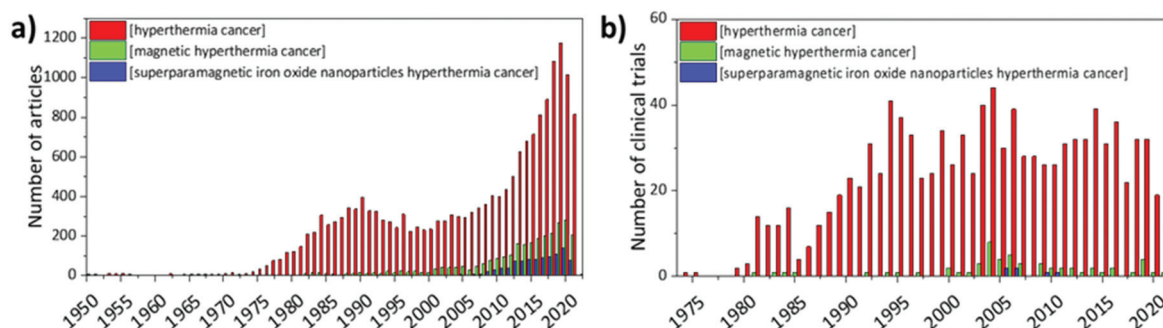 a)
[hyperthermia cancer]
[magnetic hyperthermia cancer]
[superparamagnetic iron oxide nanoparticles hyperthermia cancer]
Number of articles
1200
1000
800
600
400
200
0
1950 1955 1960 1965 1970 1975 1980 1985 1990 1995 2000 2005 2010 2015 2020
b)
[hyperthermia cancer]
[magnetic hyperthermia cancer]
[superparamagnetic iron oxide nanoparticles hyperthermia cancer]
Number of clinical trials
60
40
20
0
1975 1980 1985 1990 1995 2000 2005 2010 2015 2020